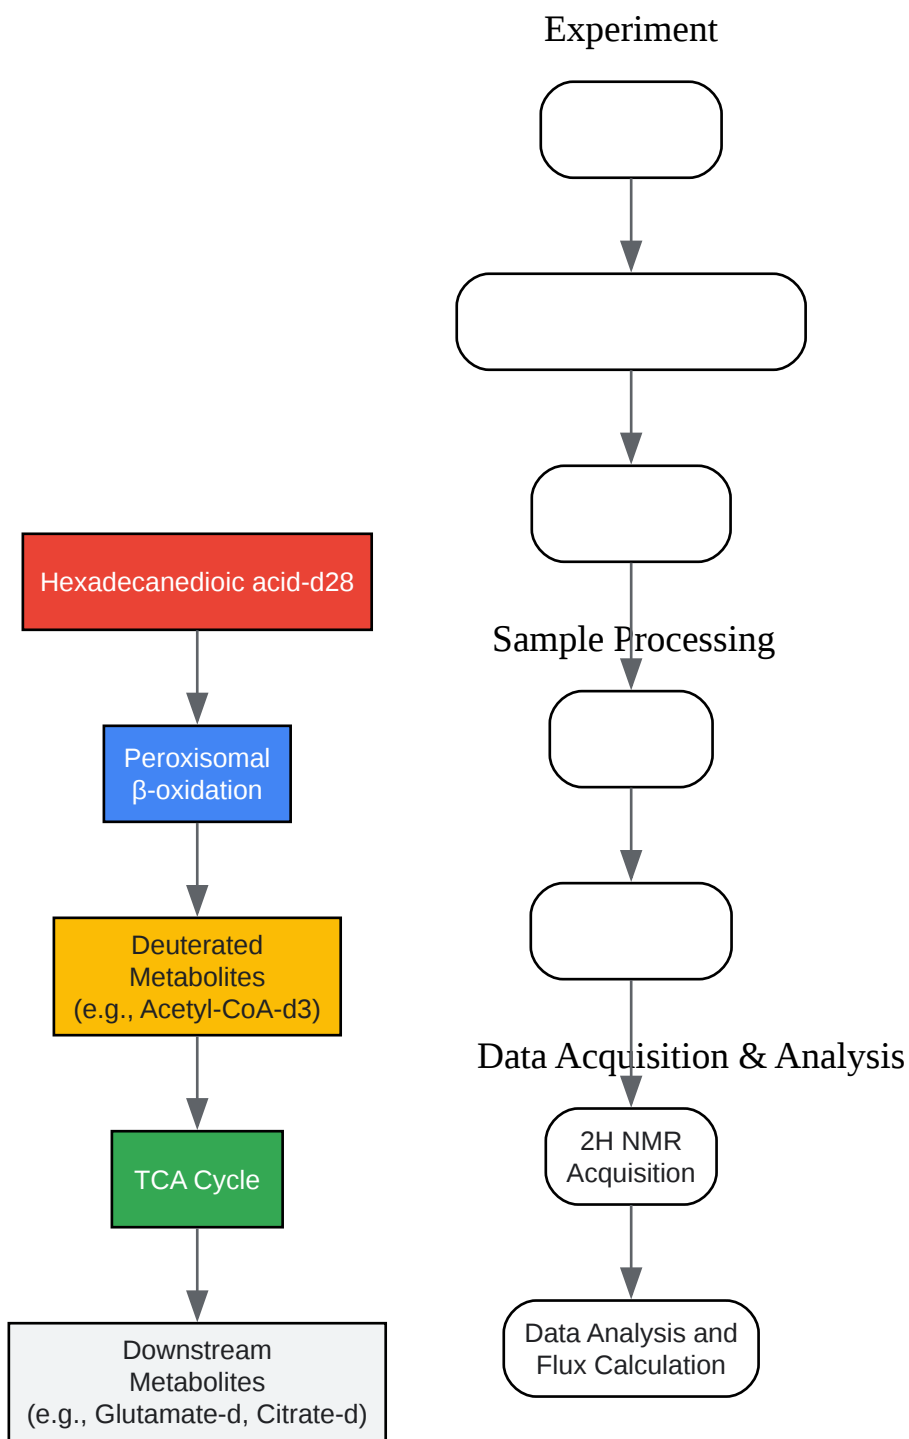 Experiment
Hexadecanedioic acid-d28
Peroxisomal
β-oxidation
Deuterated
Metabolites
(e.g., Acetyl-CoA-d3)
TCA Cycle
Downstream
Metabolites
(e.g., Glutamate-d, Citrate-d)
Sample Processing
Data Acquisition & Analysis
2H NMR
Acquisition
Data Analysis and
Flux Calculation